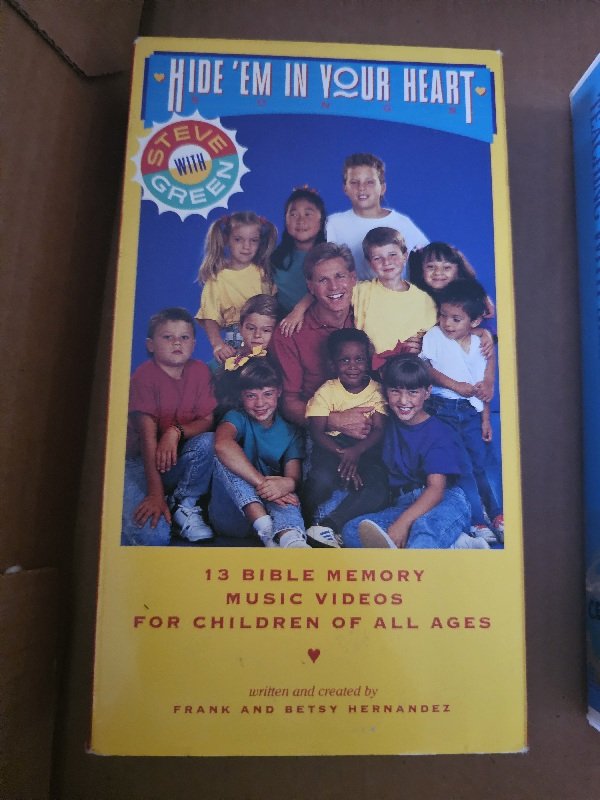 HIDE 'EM IN YOUR HEART
SONGS
STEVE
WITH
GREEN
13 BIBLE MEMORY
MUSIC VIDEOS
FOR CHILDREN OF ALL AGES
written and created by
FRANK AND BETSY HERNANDEZ